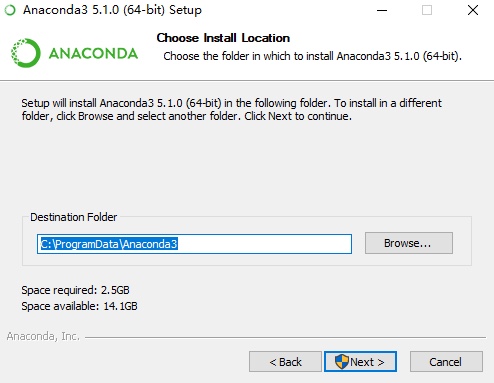 Anaconda3 5.1.0 (64-bit) Setup
Choose Install Location
Choose the folder in which to install Anaconda3 5.1.0 (64-bit).
ANACONDA
Setup will install Anaconda3 5.1.0 (64-bit) in the following folder. To install in a different
folder, click Browse and select another folder. Click Next to continue.
Destination Folder
C:\ProgramData\Anaconda3
Browse...
Space required: 2.5GB
Space available: 14.1GB
Anaconda, Inc.
< Back
Next >
Cancel